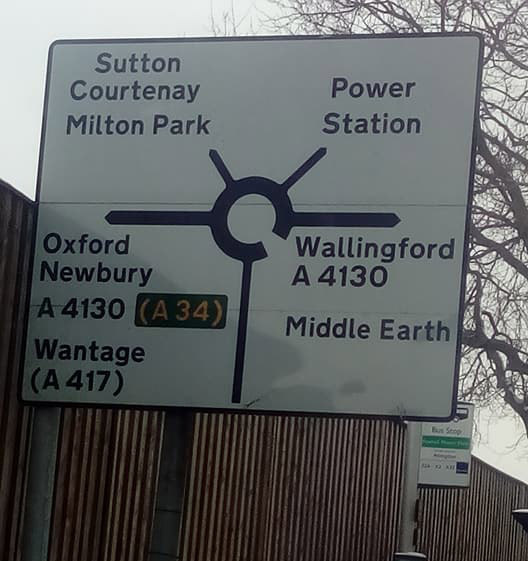 Sutton
Courtenay
Milton Park
Power
Station
Oxford
Newbury
A 4130 (A 34)
Wantage
(A 417)
Wallingford
A 4130
Middle Earth
Bus Stop